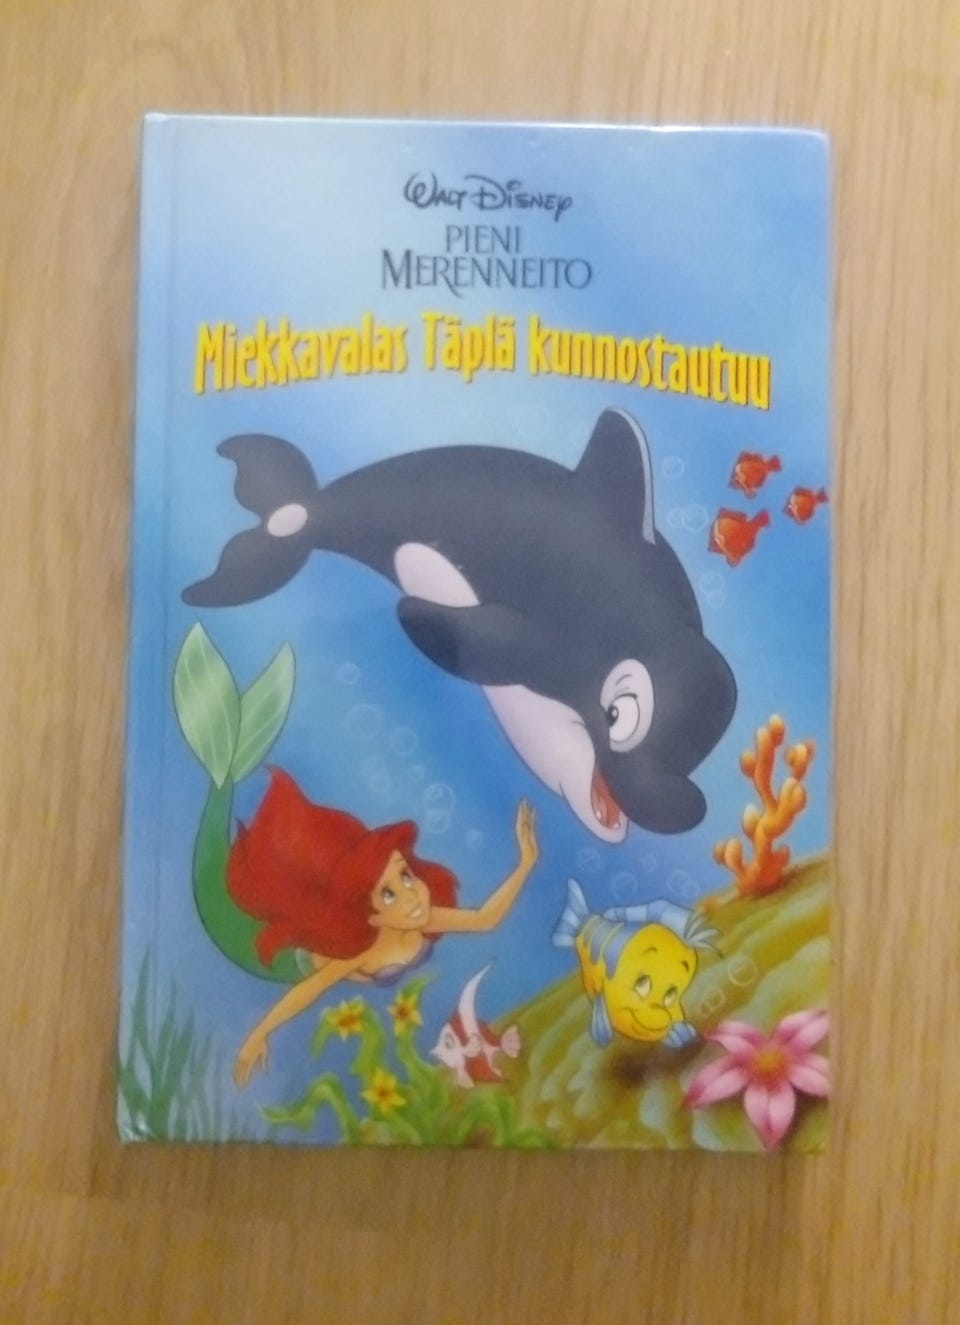 Walt Disney
PIENI
MERENNEITO
Miekkavalas Täplä kunnostautuu